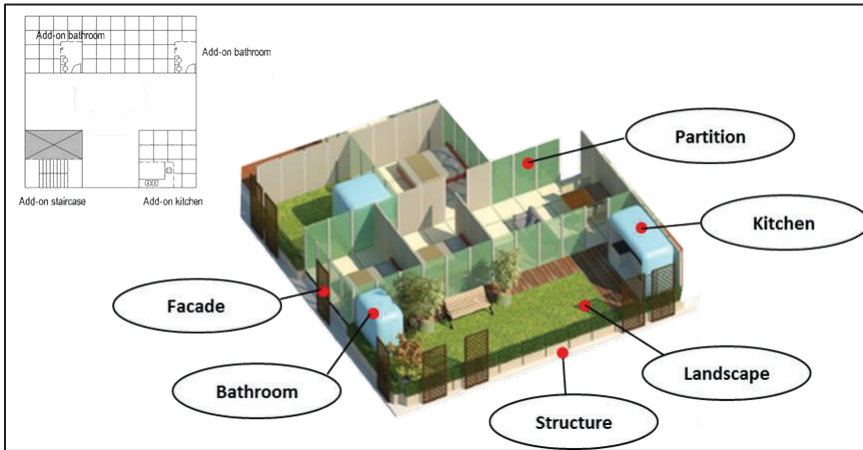 Add-on bathroom
Add-on bathroom
Add-on staircase
Add-on kitchen
Partition
Kitchen
Facade
Bathroom
Landscape
Structure